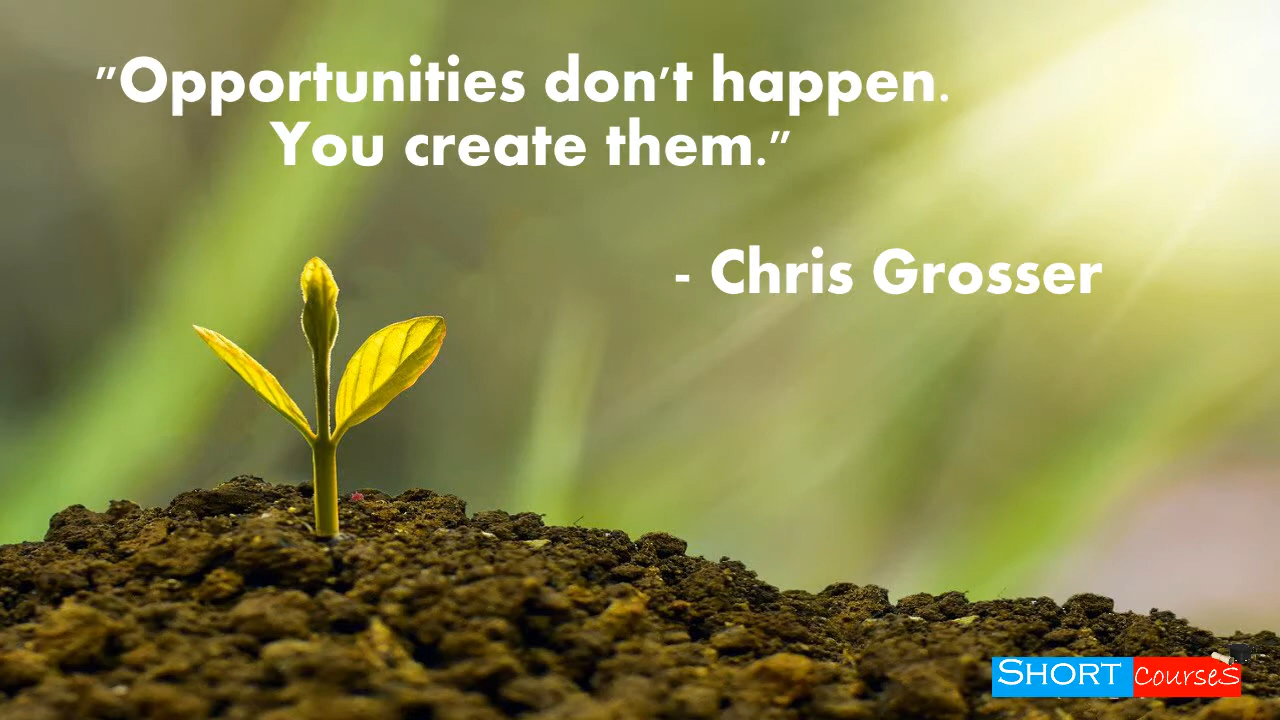 "Opportunities don't happen.
You create them."
- Chris Grosser
SHORT CourseS